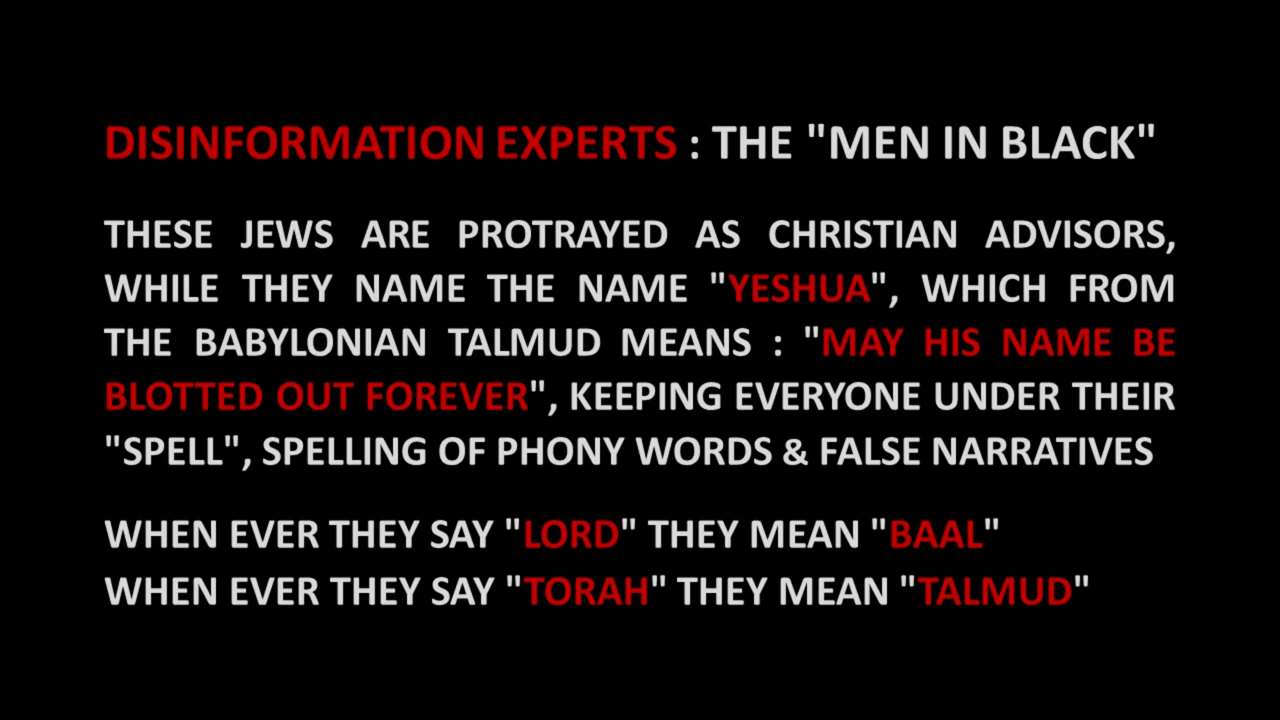 DISINFORMATION EXPERTS : THE "MEN IN BLACK"
THESE JEWS ARE PROTRAYED AS CHRISTIAN ADVISORS,
WHILE THEY NAME THE NAME "YESHUA", WHICH FROM
THE BABYLONIAN TALMUD MEANS : "MAY HIS NAME BE
BLOTTED OUT FOREVER", KEEPING EVERYONE UNDER THEIR
"SPELL", SPELLING OF PHONY WORDS & FALSE NARRATIVES
WHEN EVER THEY SAY "LORD" THEY MEAN "BAAL"
WHEN EVER THEY SAY "TORAH" THEY MEAN "TALMUD"